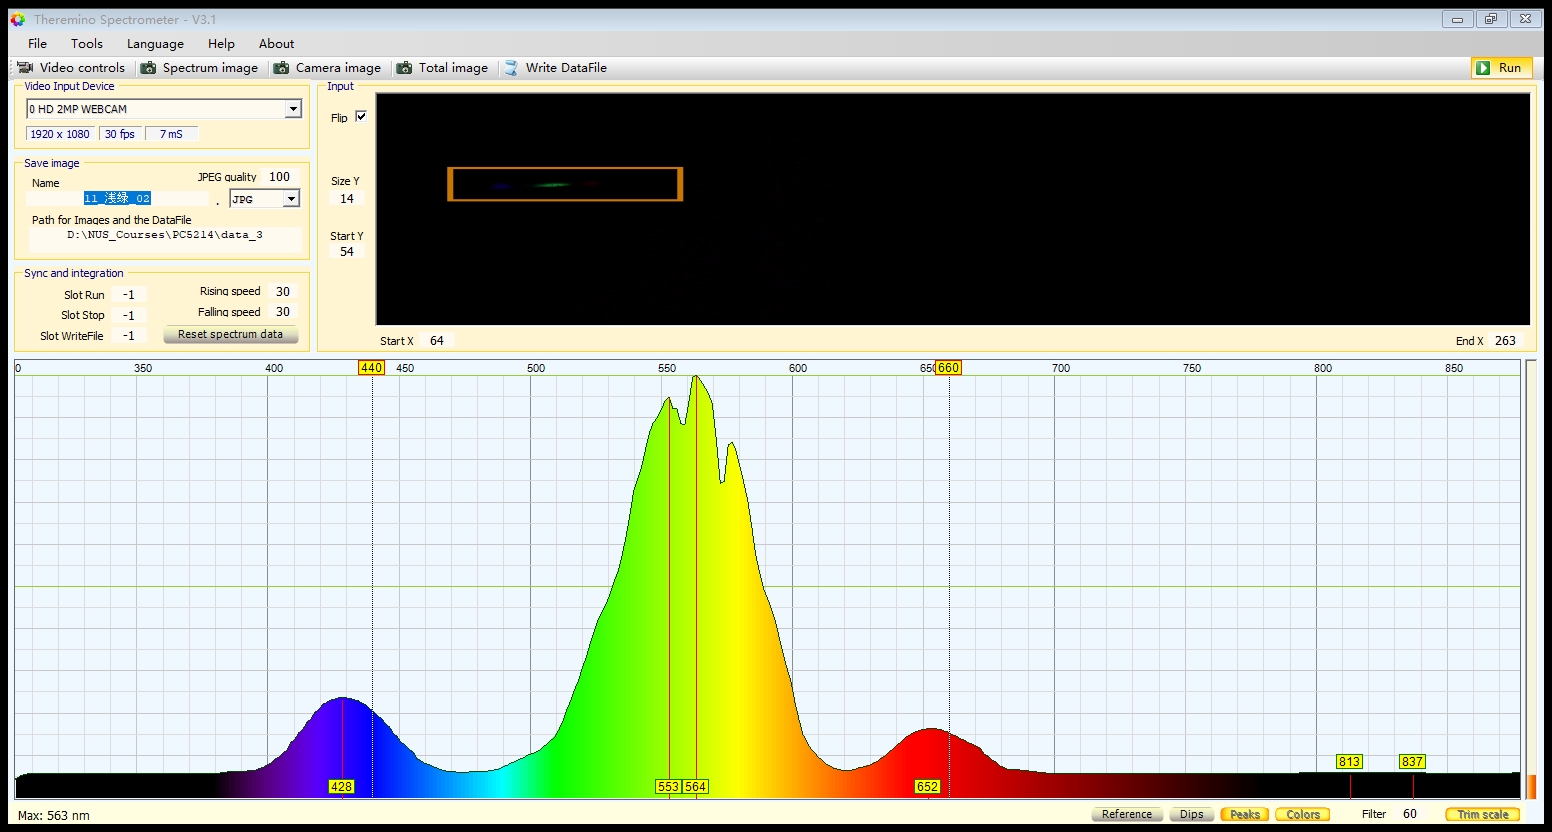 Theremino Spectrometer - V3.1
File Tools Language Help About
Video controls Spectrum image Camera image Total image Write DataFile Run
Video Input Device
0 HD 2MP WEBCAM
1920 x 1080 30 fps 7 mS
Save image
JPEG quality 100
Name
11_浅绿_02 . JPG
Path for Images and the DataFile
D:\NUS_Courses\PC5214\data_3
Sync and integration
Slot Run -1 Rising speed 30
Slot Stop -1 Falling speed 30
Slot WriteFile -1 Reset spectrum data
Input
Flip
Size Y
14
Start Y
54
Start X 64 End X 263
0 350 400 440 450 500 550 600 650 660 700 750 800 850
813 837
428 553 564 652
Max: 563 nm Reference Dips Peaks Colors Filter 60 Trim scale